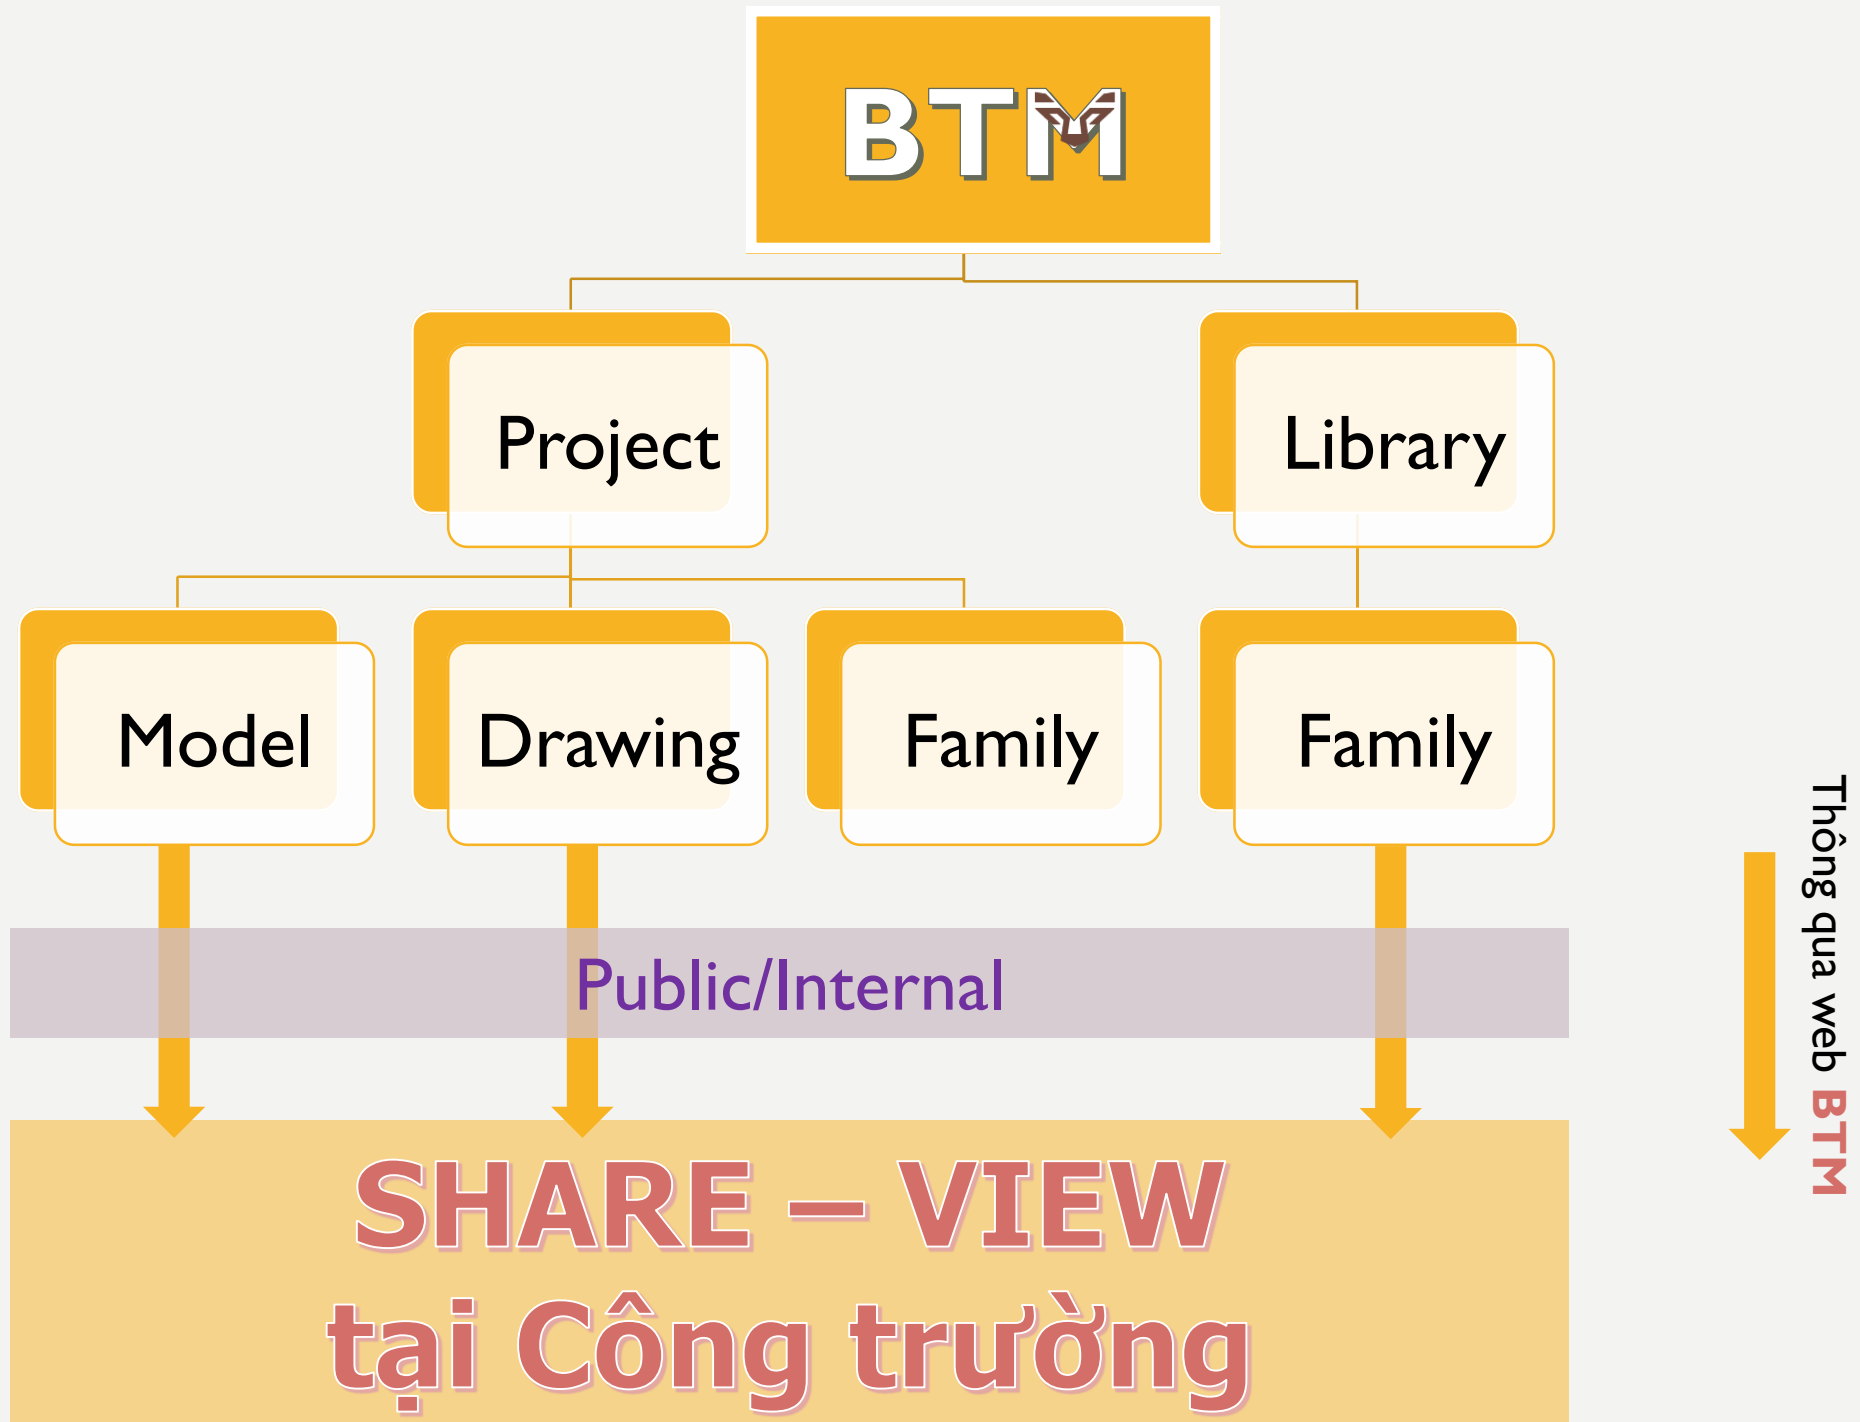 BTM
Project
Library
Model
Drawing
Family
Family
Public/Internal
SHARE – VIEW
tại Công trường
Thông qua web BTM